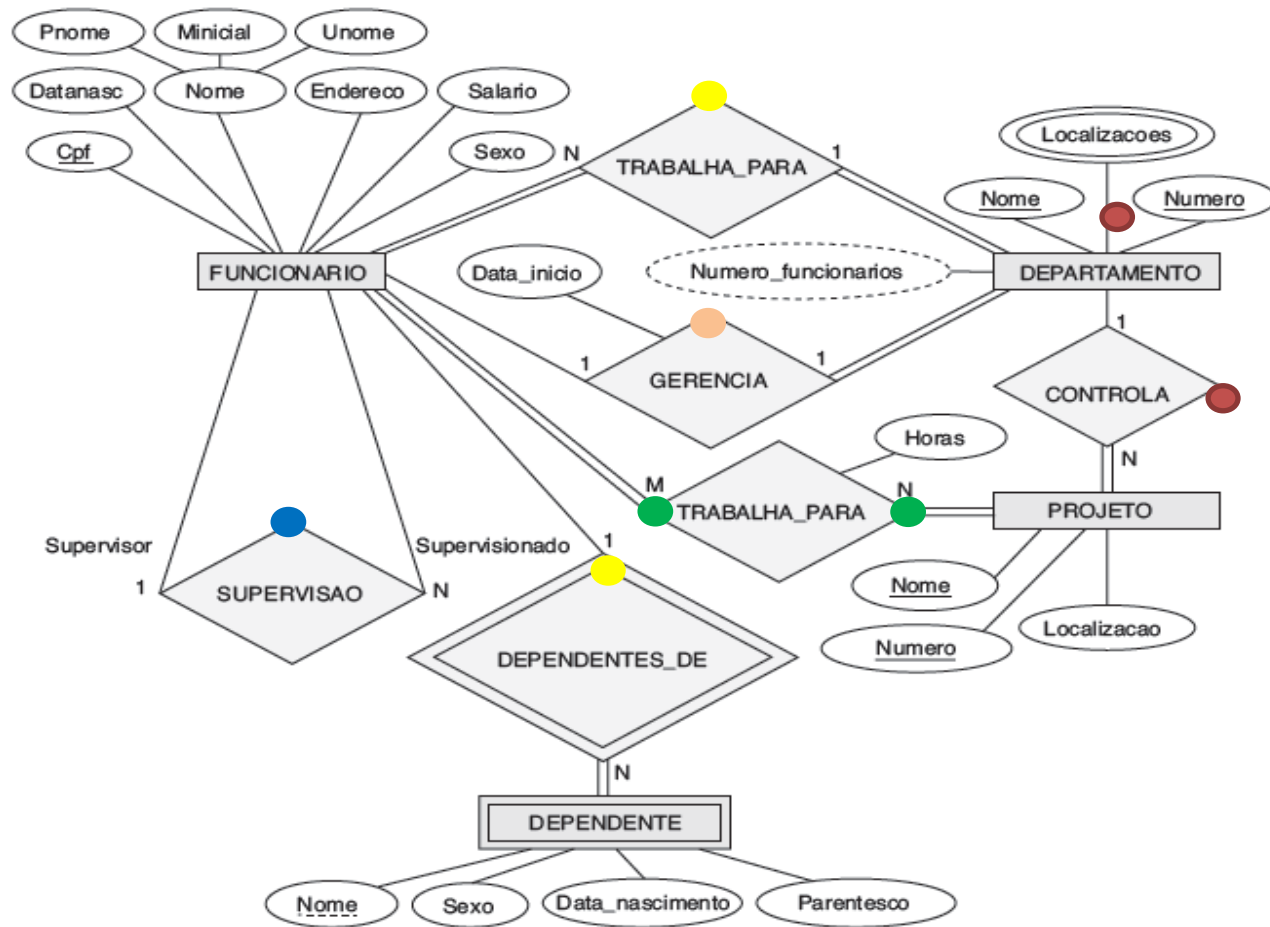 Pnome
Minicial
Unome
Datanasc
Nome
Endereco
Salario
Localizacoes
Cpf
Sexo
N
TRABALHA_PARA
1
Nome
Numero
FUNCIONARIO
Data_inicio
Numero_funcionarios
DEPARTAMENTO
1
GERENCIA
1
1
CONTROLA
Horas
N
M
TRABALHA_PARA
N
PROJETO
Supervisor
Supervisionado
1
1
SUPERVISAO
N
Nome
Numero
Localizacao
DEPENDENTES_DE
N
DEPENDENTE
Nome
Sexo
Data_nascimento
Parentesco